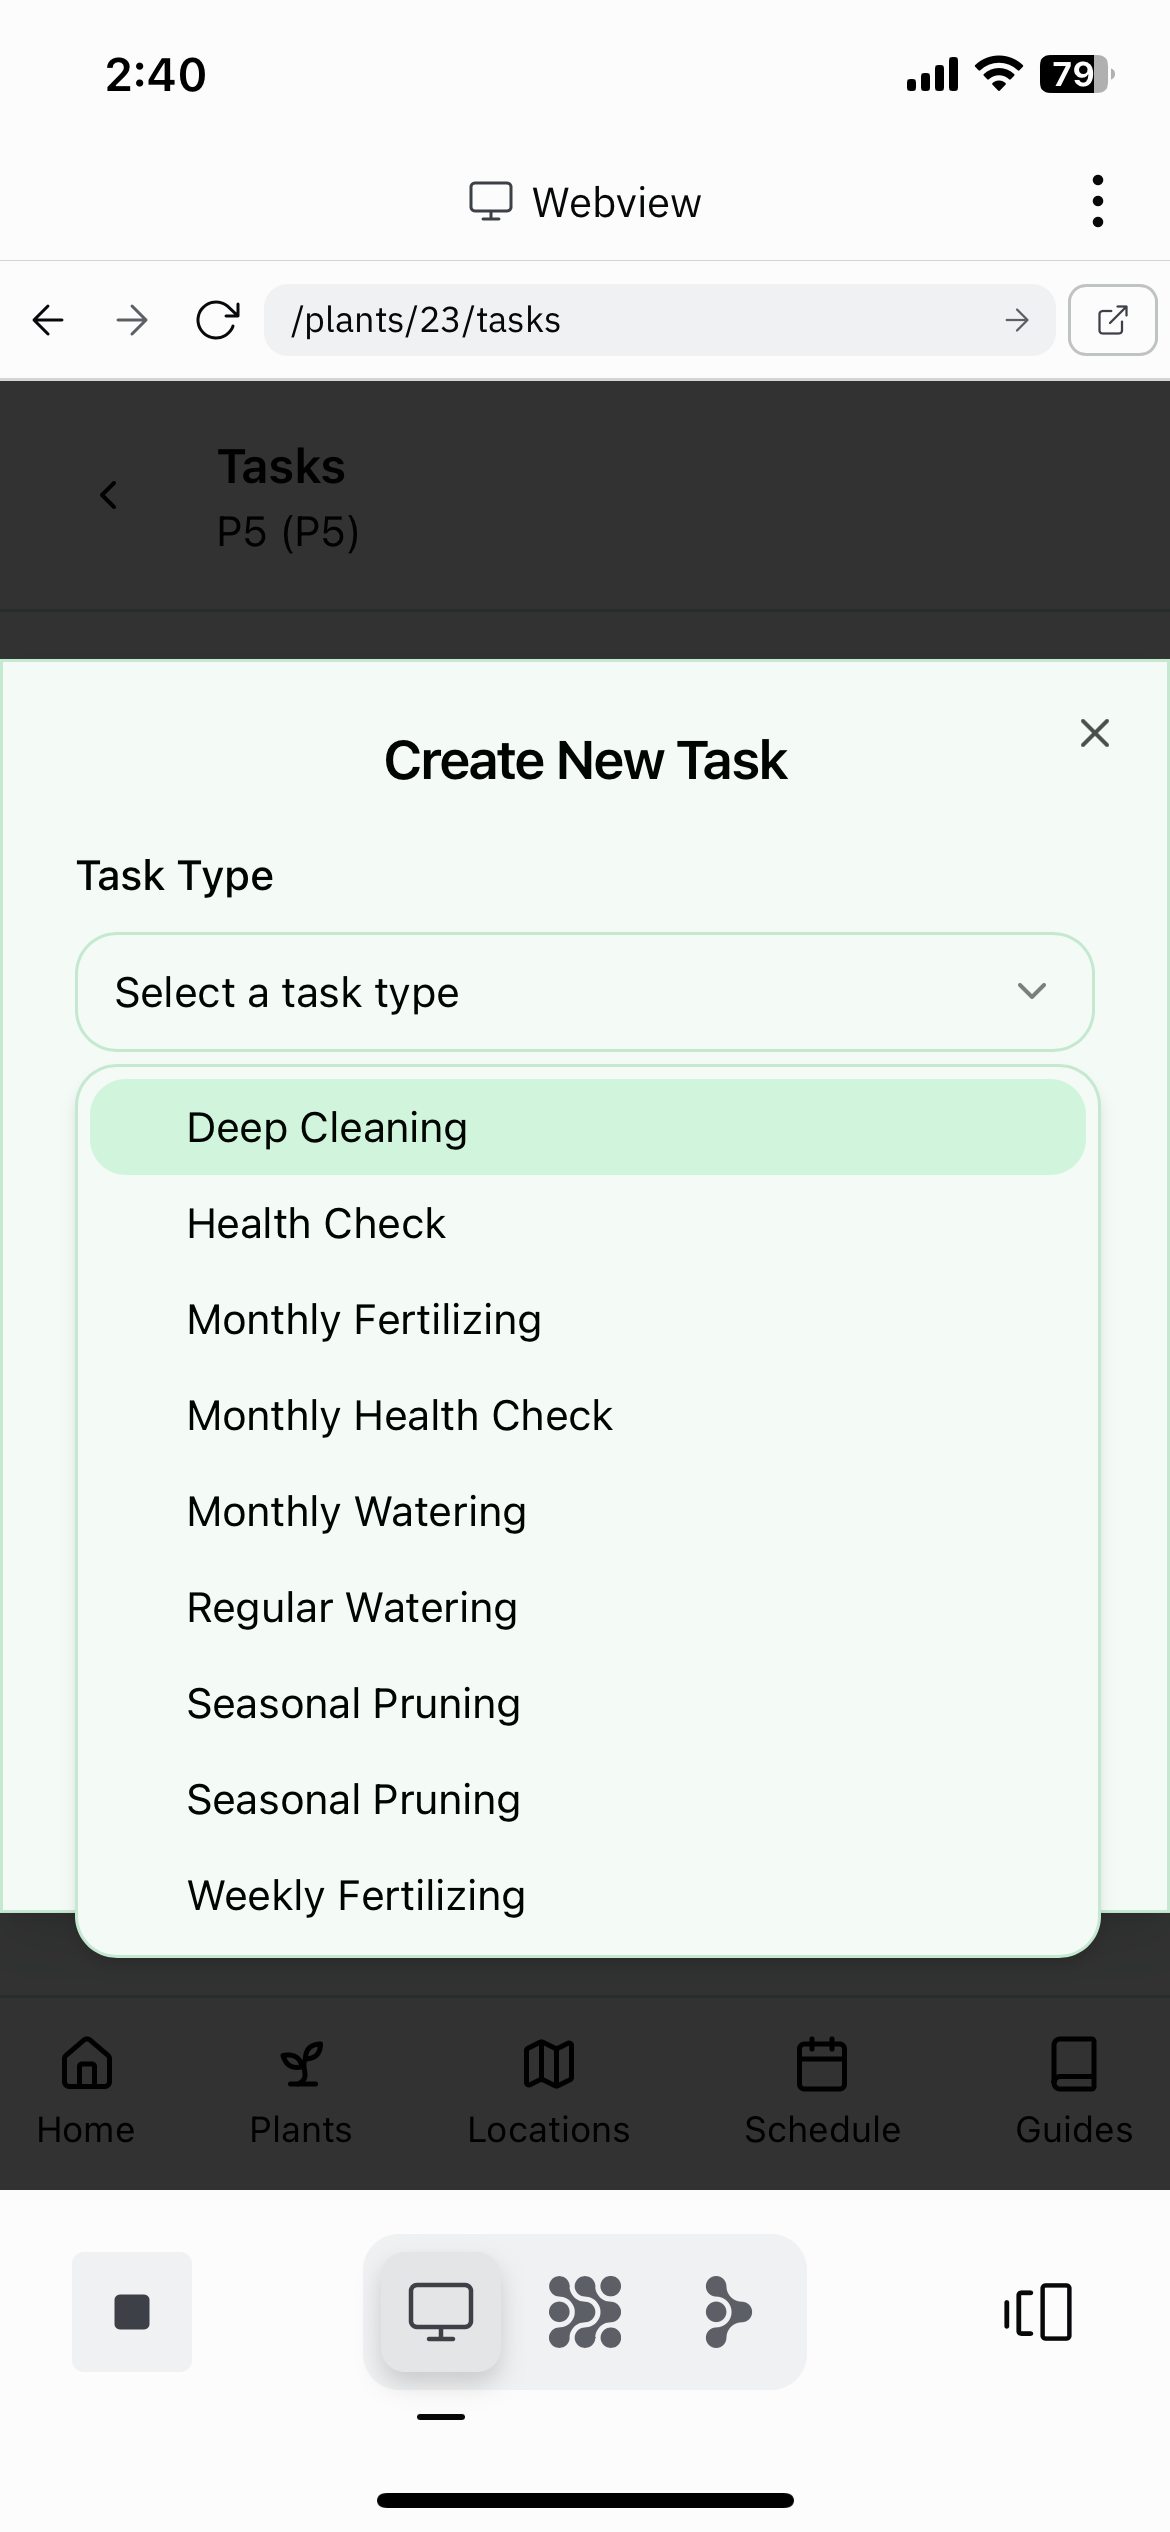 2:40
79
Webview
/plants/23/tasks
Tasks
P5 (P5)
Create New Task
Task Type
Select a task type
Deep Cleaning
Health Check
Monthly Fertilizing
Monthly Health Check
Monthly Watering
Regular Watering
Seasonal Pruning
Seasonal Pruning
Weekly Fertilizing
Home
Plants
Locations
Schedule
Guides